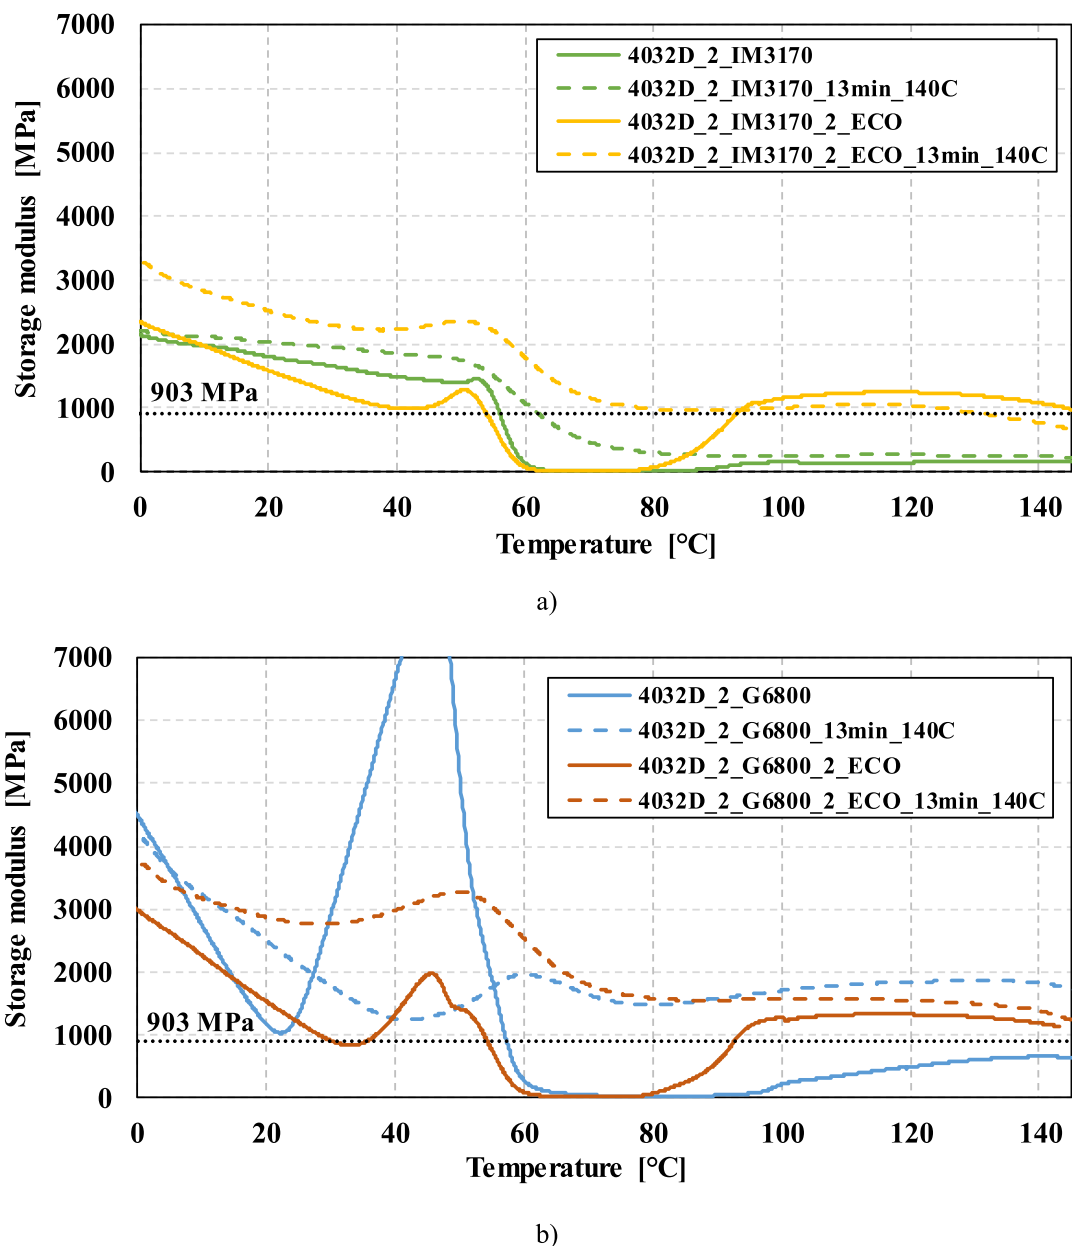 7000
6000
5000
4000
3000
2000
1000
0
Storage modulus [MPa]
4032D_2_IM3170
4032D_2_IM3170_13min_140C
4032D_2_IM3170_2_ECO
4032D_2_IM3170_2_ECO_13min_140C
903 MPa
0 20 40 60 80 100 120 140
Temperature [°C]
a)
7000
6000
5000
4000
3000
2000
1000
0
Storage modulus [MPa]
4032D_2_G6800
4032D_2_G6800_13min_140C
4032D_2_G6800_2_ECO
4032D_2_G6800_2_ECO_13min_140C
903 MPa
0 20 40 60 80 100 120 140
Temperature [°C]
b)